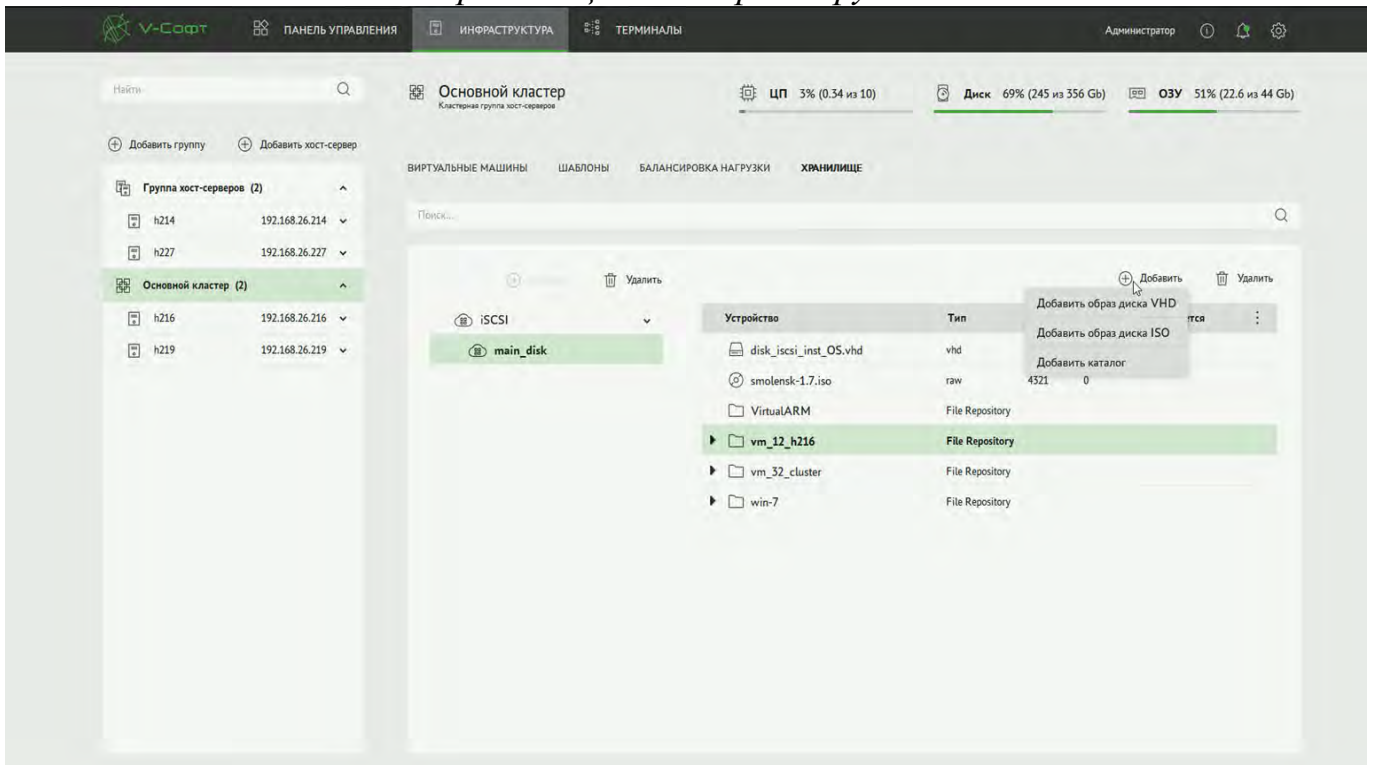 V-Софт
ПАНЕЛЬ УПРАВЛЕНИЯ
ИНФРАСТРУКТУРА
ТЕРМИНАЛЫ
Администратор
Найти
Основной кластер
Кластерная группа хост-серверов
ЦП 3% (0.34 из 10)
Диск 69% (245 из 356 Gb)
ОЗУ 51% (22.6 из 44 Gb)
Добавить группу
Добавить хост-сервер
ВИРТУАЛЬНЫЕ МАШИНЫ
ШАБЛОНЫ
БАЛАНСИРОВКА НАГРУЗКИ
ХРАНИЛИЩЕ
Группа хост-серверов (2)
h214 192.168.26.214
h227 192.168.26.227
Основной кластер (2)
h216 192.168.26.216
h219 192.168.26.219
Поиск...
Удалить
iSCSI
main_disk
Добавить
Удалить
Добавить образ диска VHD
Добавить образ диска ISO
Добавить каталог
Устройство Тип
disk_iscsi_inst_OS.vhd vhd
smolensk-1.7.iso raw 4321 0
VirtualARM File Repository
vm_12_h216 File Repository
vm_32_cluster File Repository
win-7 File Repository